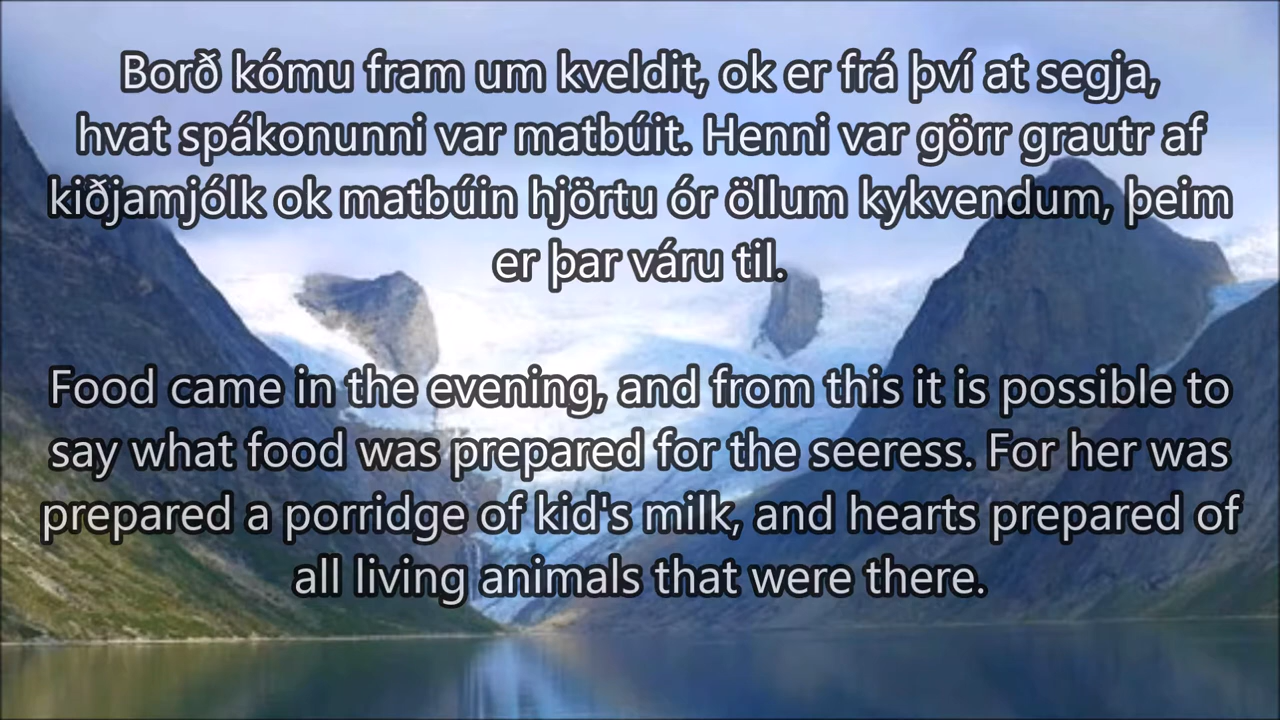 Borð kómu fram um kveldit, ok er frá því at segja,
hvat spákonunni var matbúit. Henni var görr grautr af
kiðjamjólk ok matbúin hjörtu ór öllum kykvendum, þeim
er þar váru til.
Food came in the evening, and from this it is possible to
say what food was prepared for the seeress. For her was
prepared a porridge of kid's milk, and hearts prepared of
all living animals that were there.